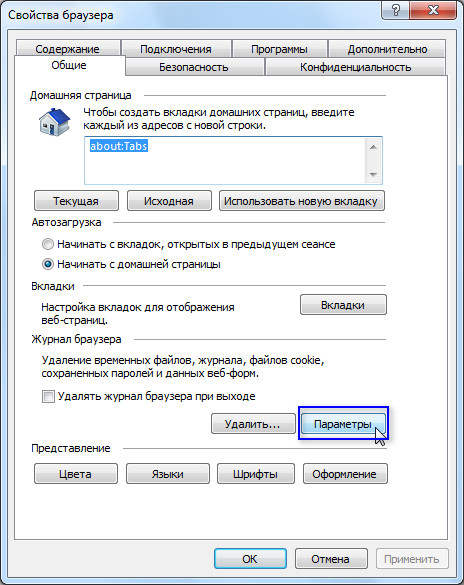 Свойства браузера
Содержание Подключения Программы Дополнительно
Общие Безопасность Конфиденциальность
Домашняя страница
Чтобы создать вкладки домашних страниц, введите
каждый из адресов с новой строки.
about:Tabs
Текущая Исходная Использовать новую вкладку
Автозагрузка
Начинать с вкладок, открытых в предыдущем сеансе
Начинать с домашней страницы
Вкладки
Настройка вкладок для отображения
веб-страниц.
Вкладки
Журнал браузера
Удаление временных файлов, журнала, файлов cookie,
сохраненных паролей и данных веб-форм.
Удалять журнал браузера при выходе
Удалить... Параметры
Представление
Цвета Языки Шрифты Оформление
ОК Отмена Применить